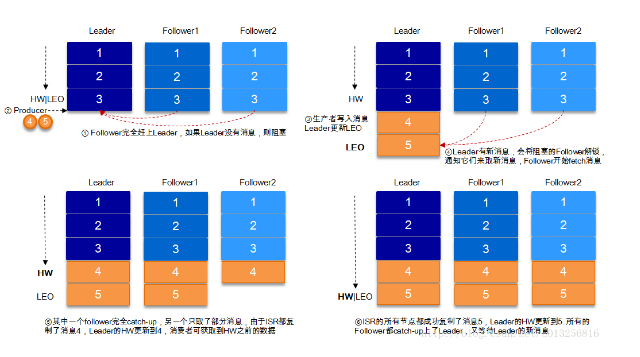 Leader Follower1 Follower2
1 1 1
2 2 2
HW|LEO 3 3 3
② Producer
4 5
① Follower完全赶上Leader，如果Leader没有消息，则阻塞
Leader Follower1 Follower2
1 1 1
2 2 2
HW 3 3 3
③生产者写入消息
Leader更新LEO
4
LEO 5
④Leader有新消息，会将阻塞的Follower解锁，
通知它们来取新消息，Follower开始fetch消息
Leader Follower1 Follower2
1 1 1
2 2 2
3 3 3
HW 4 4 4
LEO 5 5
⑤其中一个follower完全catch-up，另一个只取了部分消息，由于ISR都复
制了消息4，Leader的HW更新到4，消费者可获取到HW之前的数据
Leader Follower1 Follower2
1 1 1
2 2 2
3 3 3
4 4 4
HW|LEO 5 5 5
⑥ISR的所有节点都成功复制了消息5，Leader的HW更新到5. 所有的
Follower都catch-up上了Leader，又等待Leader的新消息